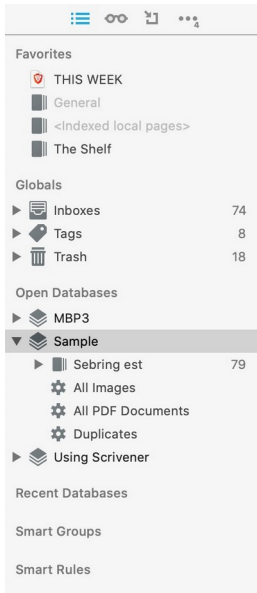 4
Favorites
THIS WEEK
General
<Indexed local pages>
The Shelf
Globals
Inboxes 74
Tags 8
Trash 18
Open Databases
MBP3
Sample
Sebring est 79
All Images
All PDF Documents
Duplicates
Using Scrivener
Recent Databases
Smart Groups
Smart Rules